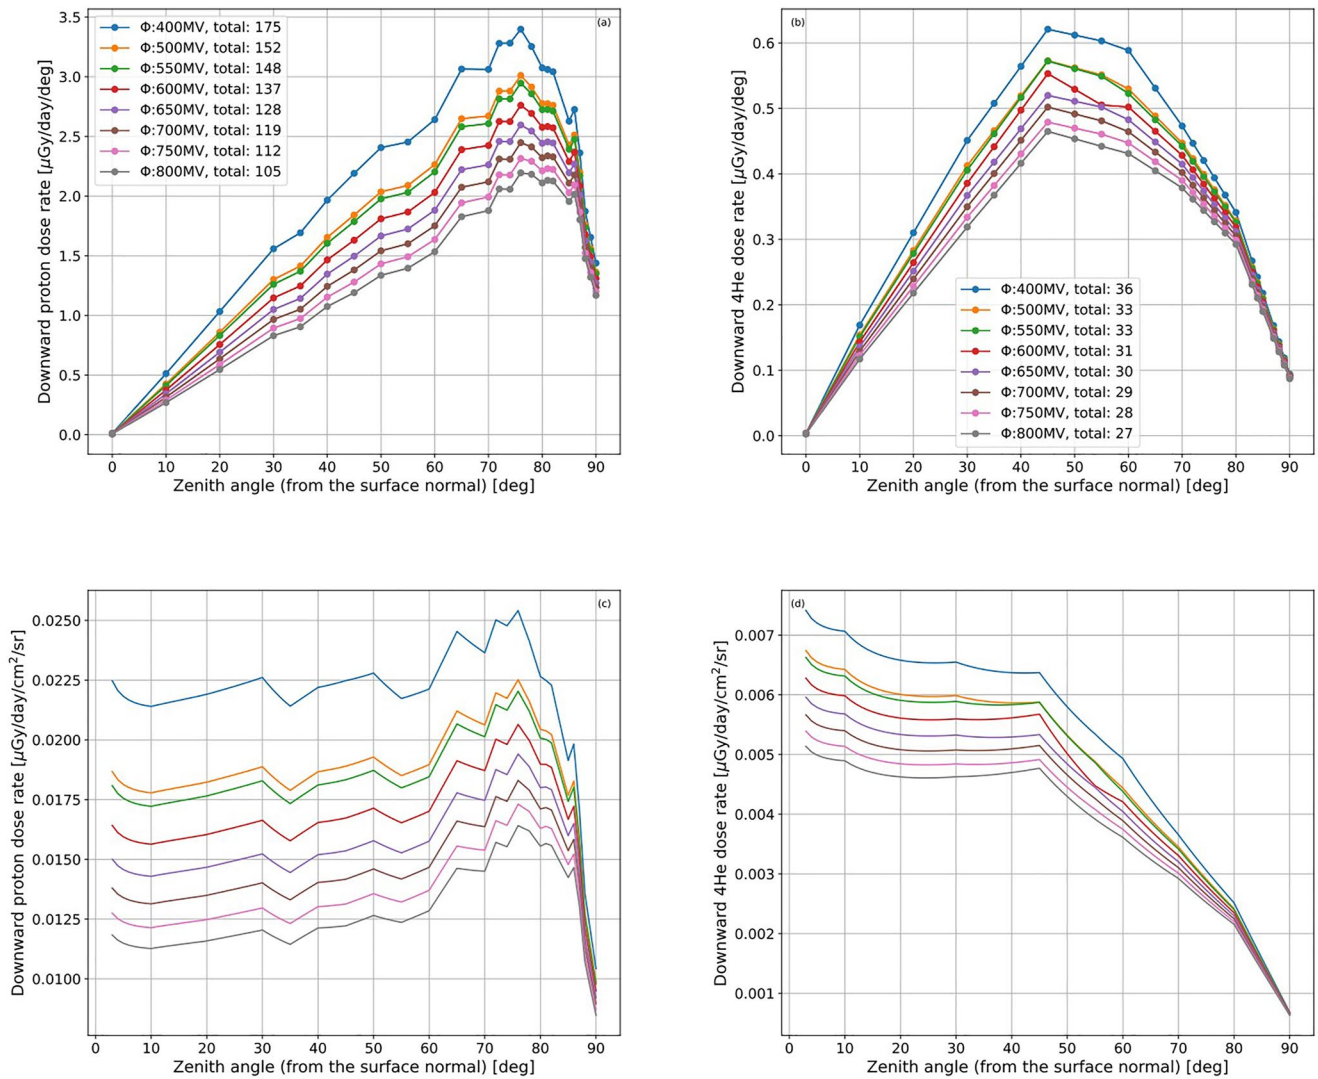 (a)
Φ:400MV, total: 175
Φ:500MV, total: 152
Φ:550MV, total: 148
Φ:600MV, total: 137
Φ:650MV, total: 128
Φ:700MV, total: 119
Φ:750MV, total: 112
Φ:800MV, total: 105
Downward proton dose rate [μGy/day/deg]
3.5
3.0
2.5
2.0
1.5
1.0
0.5
0.0
0 10 20 30 40 50 60 70 80 90
Zenith angle (from the surface normal) [deg]
(b)
Downward 4He dose rate [μGy/day/deg]
0.6
0.5
0.4
0.3
0.2
0.1
0.0
Φ:400MV, total: 36
Φ:500MV, total: 33
Φ:550MV, total: 33
Φ:600MV, total: 31
Φ:650MV, total: 30
Φ:700MV, total: 29
Φ:750MV, total: 28
Φ:800MV, total: 27
0 10 20 30 40 50 60 70 80 90
Zenith angle (from the surface normal) [deg]
(c)
Downward proton dose rate [μGy/day/cm²/sr]
0.0250
0.0225
0.0200
0.0175
0.0150
0.0125
0.0100
0 10 20 30 40 50 60 70 80 90
Zenith angle (from the surface normal) [deg]
(d)
Downward 4He dose rate [μGy/day/cm²/sr]
0.007
0.006
0.005
0.004
0.003
0.002
0.001
0 10 20 30 40 50 60 70 80 90
Zenith angle (from the surface normal) [deg]